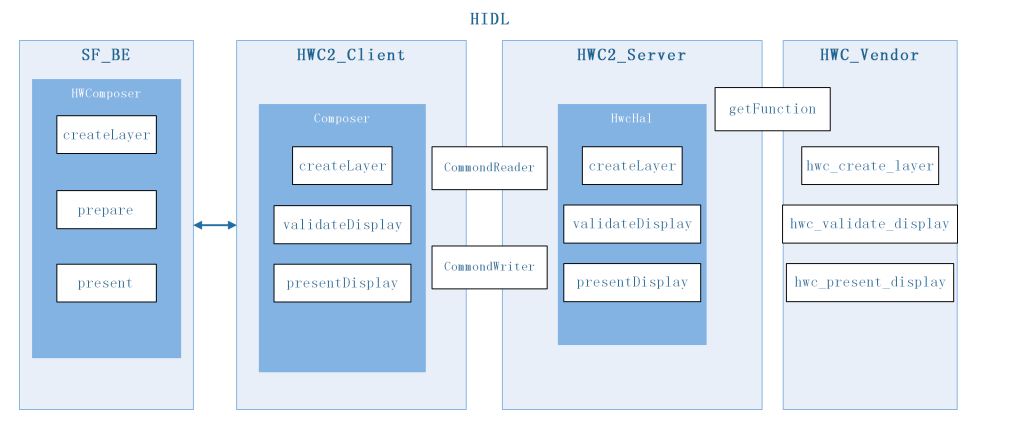 HIDL
SF_BE
HWComposer
createLayer
prepare
present
HWC2_Client
Composer
createLayer
validateDisplay
presentDisplay
CommondReader
CommondWriter
HWC2_Server
HwcHal
createLayer
validateDisplay
presentDisplay
getFunction
HWC_Vendor
hwc_create_layer
hwc_validate_display
hwc_present_display